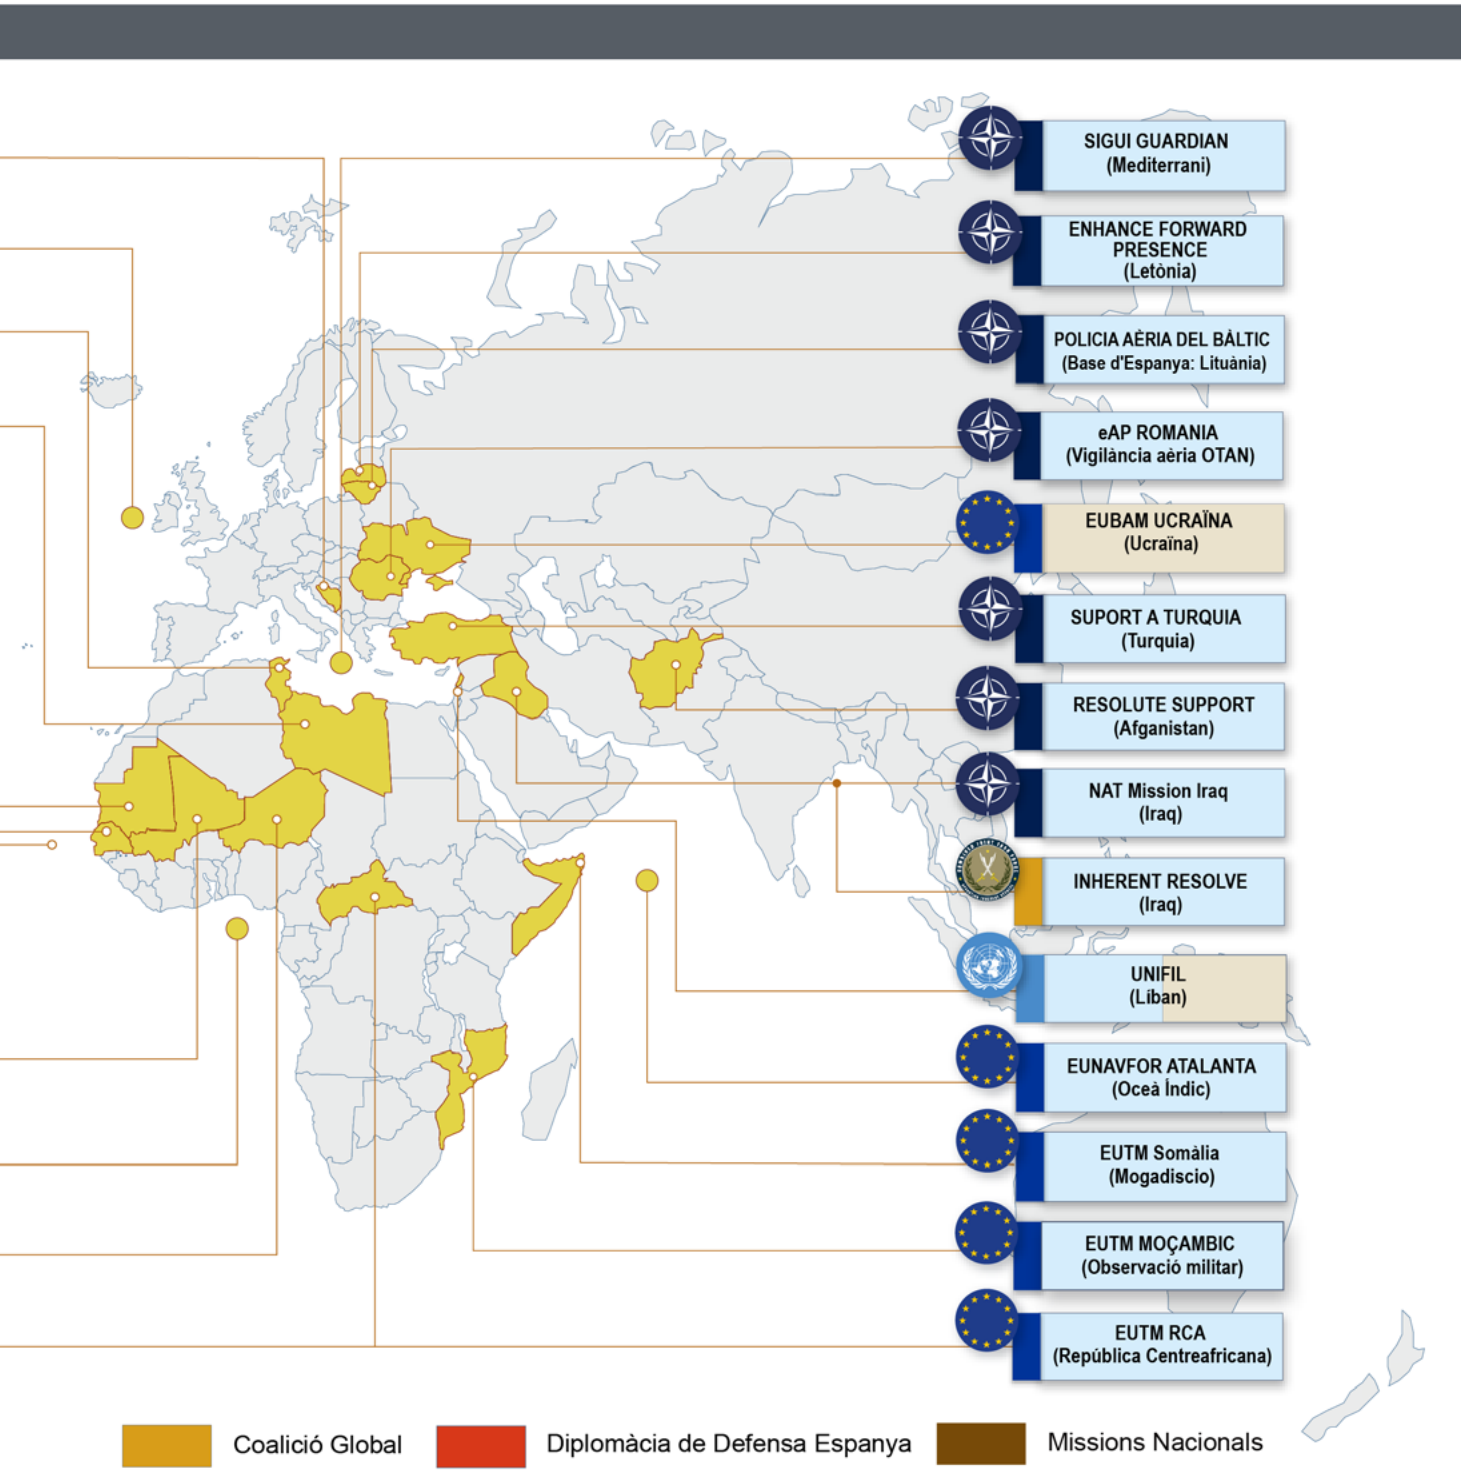 SIGUI GUARDIAN
(Mediterrani)
ENHANCE FORWARD
PRESENCE
(Letònia)
POLICIA AÈRIA DEL BÀLTIC
(Base d'Espanya: Lituània)
eAP ROMANIA
(Vigilància aèria OTAN)
EUBAM UCRAÏNA
(Ucraïna)
SUPORT A TURQUIA
(Turquia)
RESOLUTE SUPPORT
(Afganistan)
NAT Mission Iraq
(Iraq)
INHERENT RESOLVE
(Iraq)
UNIFIL
(Líban)
EUNAVFOR ATALANTA
(Oceà Índic)
EUTM Somàlia
(Mogadiscio)
EUTM MOÇAMBIC
(Observació militar)
EUTM RCA
(República Centreafricana)
Coalició Global
Diplomàcia de Defensa Espanya
Missions Nacionals